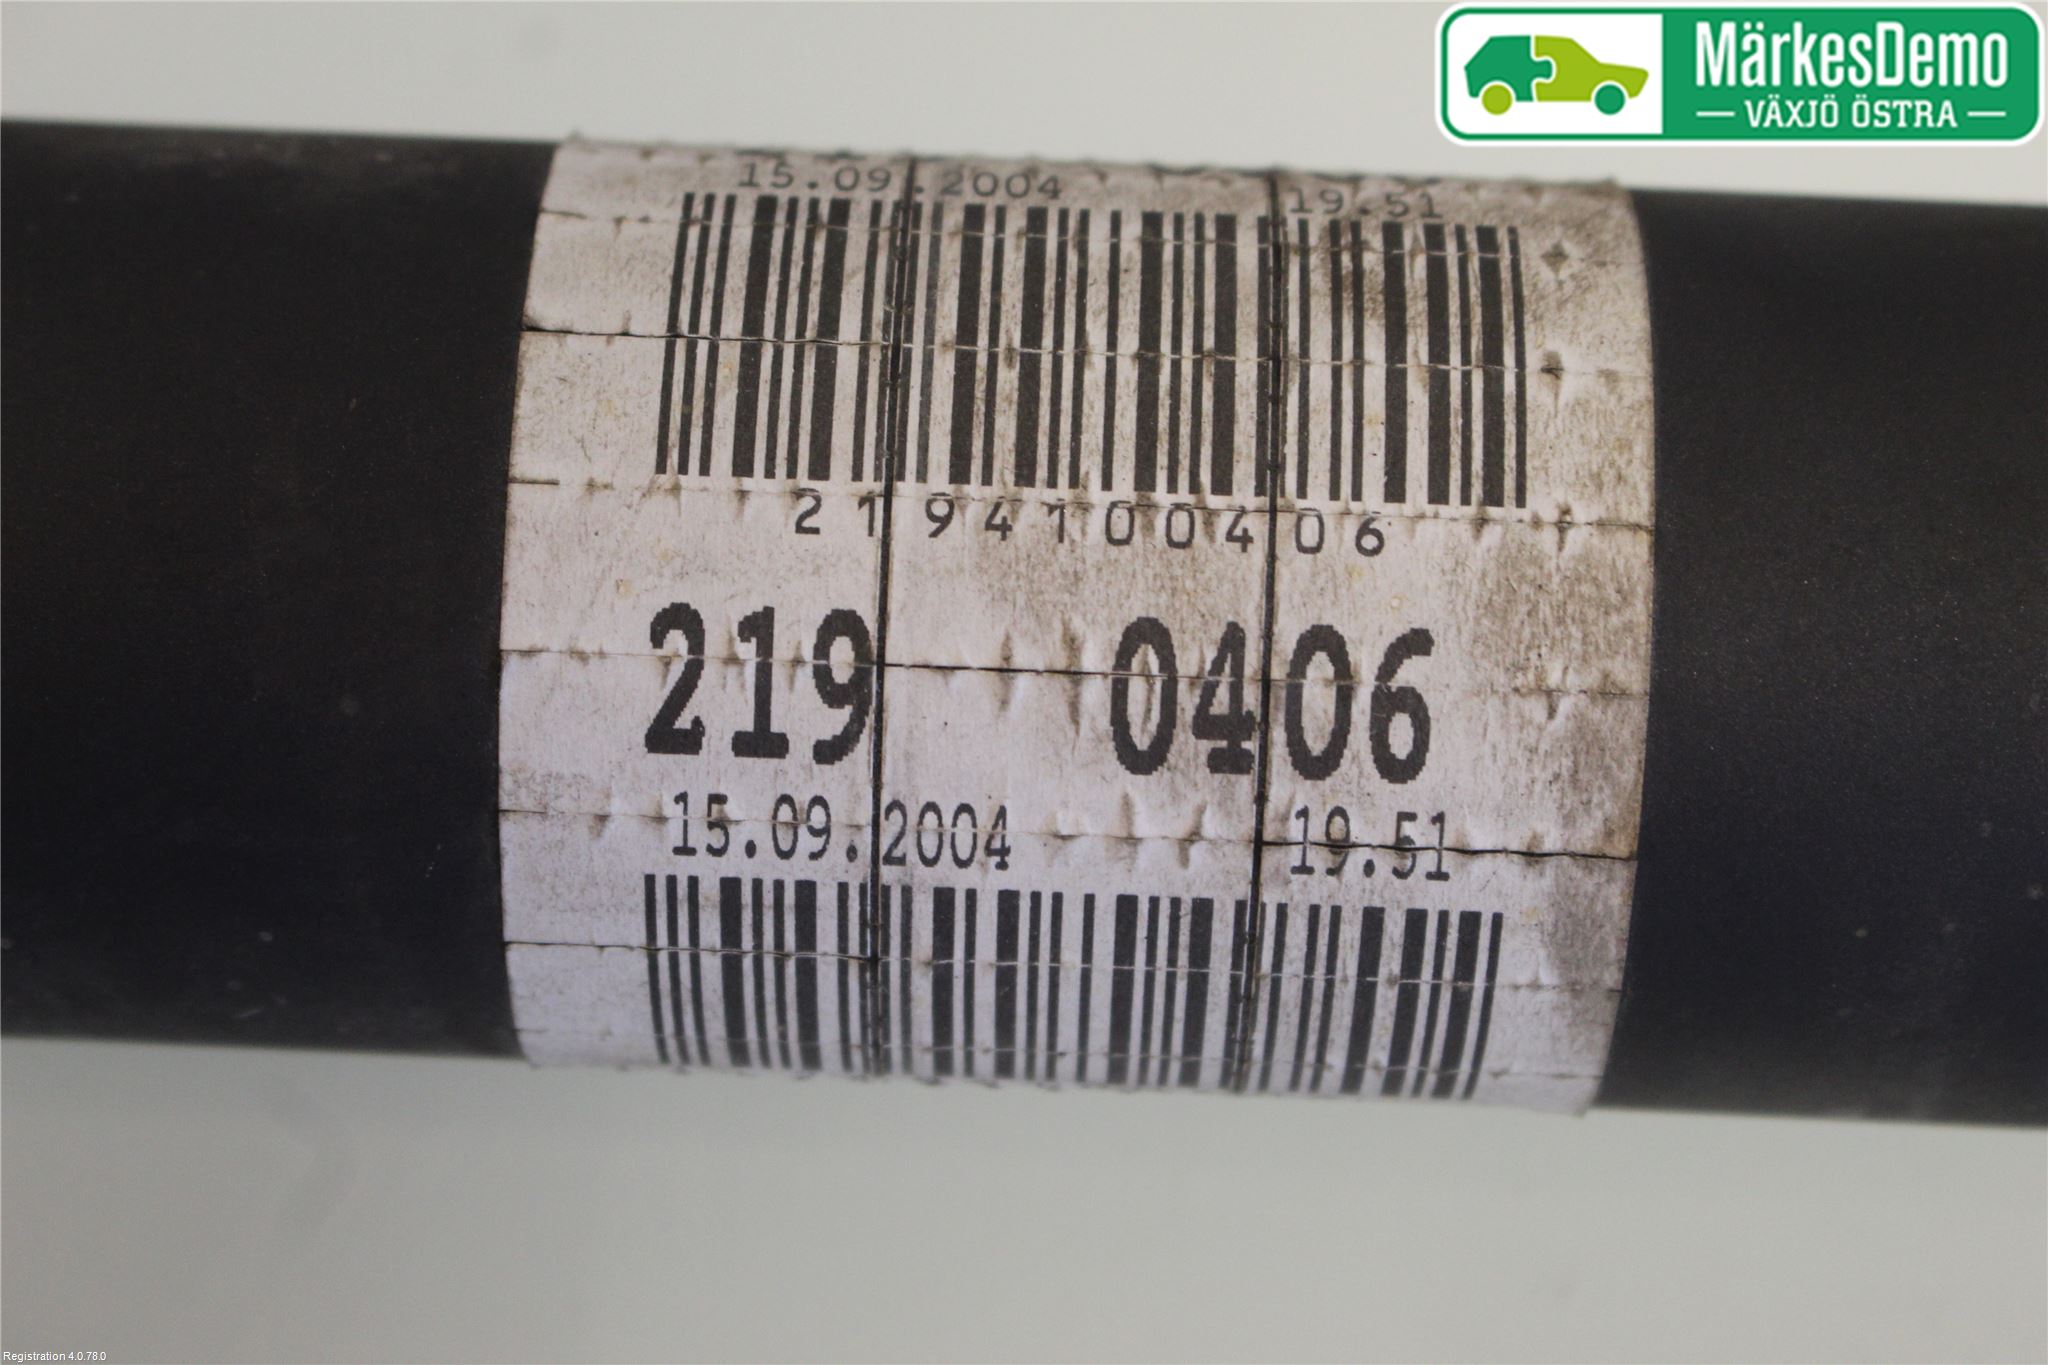 MärkesDemo
VÄXJÖ ÖSTRA
15.09.2004 19.51
2194100406
219 0406
15.09.2004 19.51
Registration 4.0.78.0